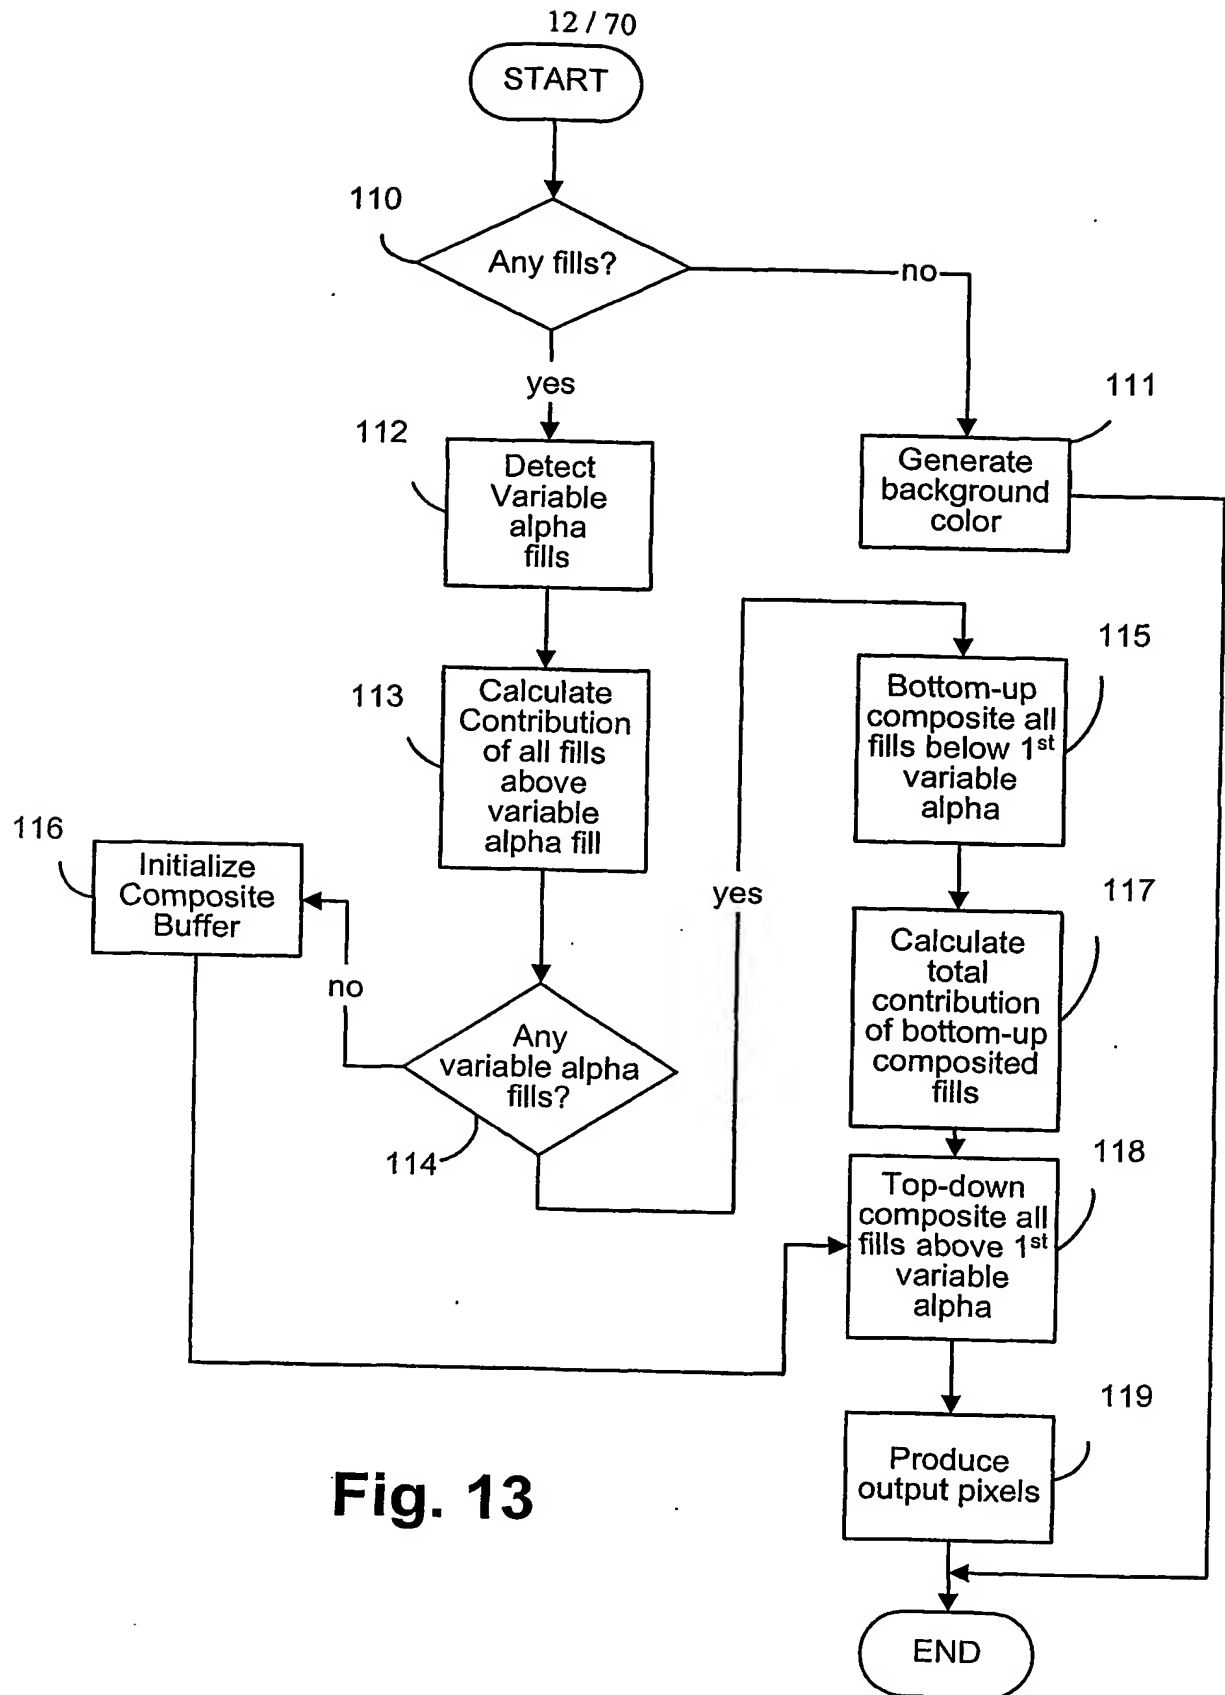 12 / 70
START
110
Any fills?
no
yes
111
Generate
background
color
112
Detect
Variable
alpha
fills
113
Calculate
Contribution
of all fills
above
variable
alpha fill
115
Bottom-up
composite all
fills below 1st
variable
alpha
116
Initialize
Composite
Buffer
no
yes
117
Calculate
total
contribution
of bottom-up
composited
fills
Any
variable alpha
fills?
114
118
Top-down
composite all
fills above 1st
variable
alpha
119
Produce
output pixels
Fig. 13
END